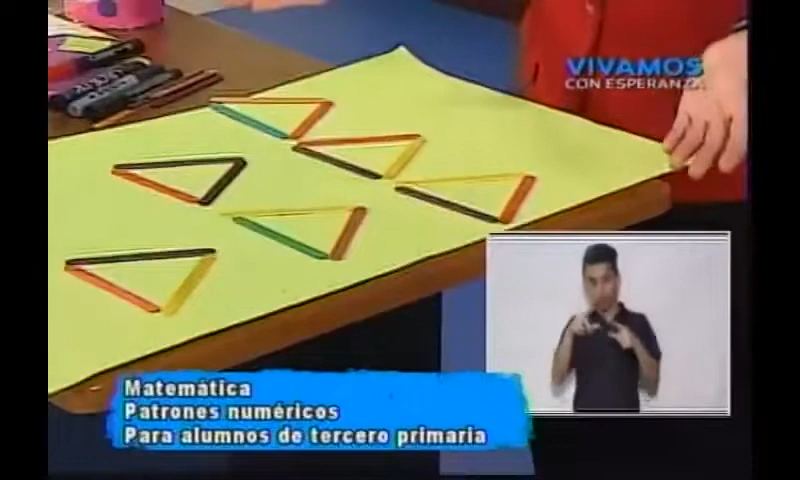 VIVAMOS
CON ESPERANZA
Matemática
Patrones numéricos
Para alumnos de tercero primaria